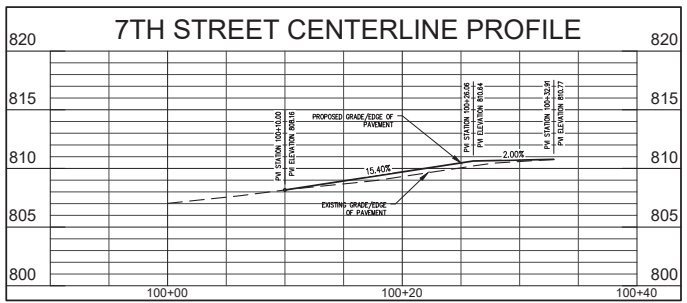 7TH STREET CENTERLINE PROFILE
820
820
815
815
810
810
805
805
800
800
PVI STATION 100+10.00
PVI ELEVATION 808.16
PROPOSED GRADE/EDGE OF
PAVEMENT
15.40%
EXISTING GRADE/EDGE
OF PAVEMENT
PVI STATION 100+26.06
PVI ELEVATION 810.64
2.00%
PVI STATION 100+32.91
PVI ELEVATION 810.77
100+00
100+20
100+40